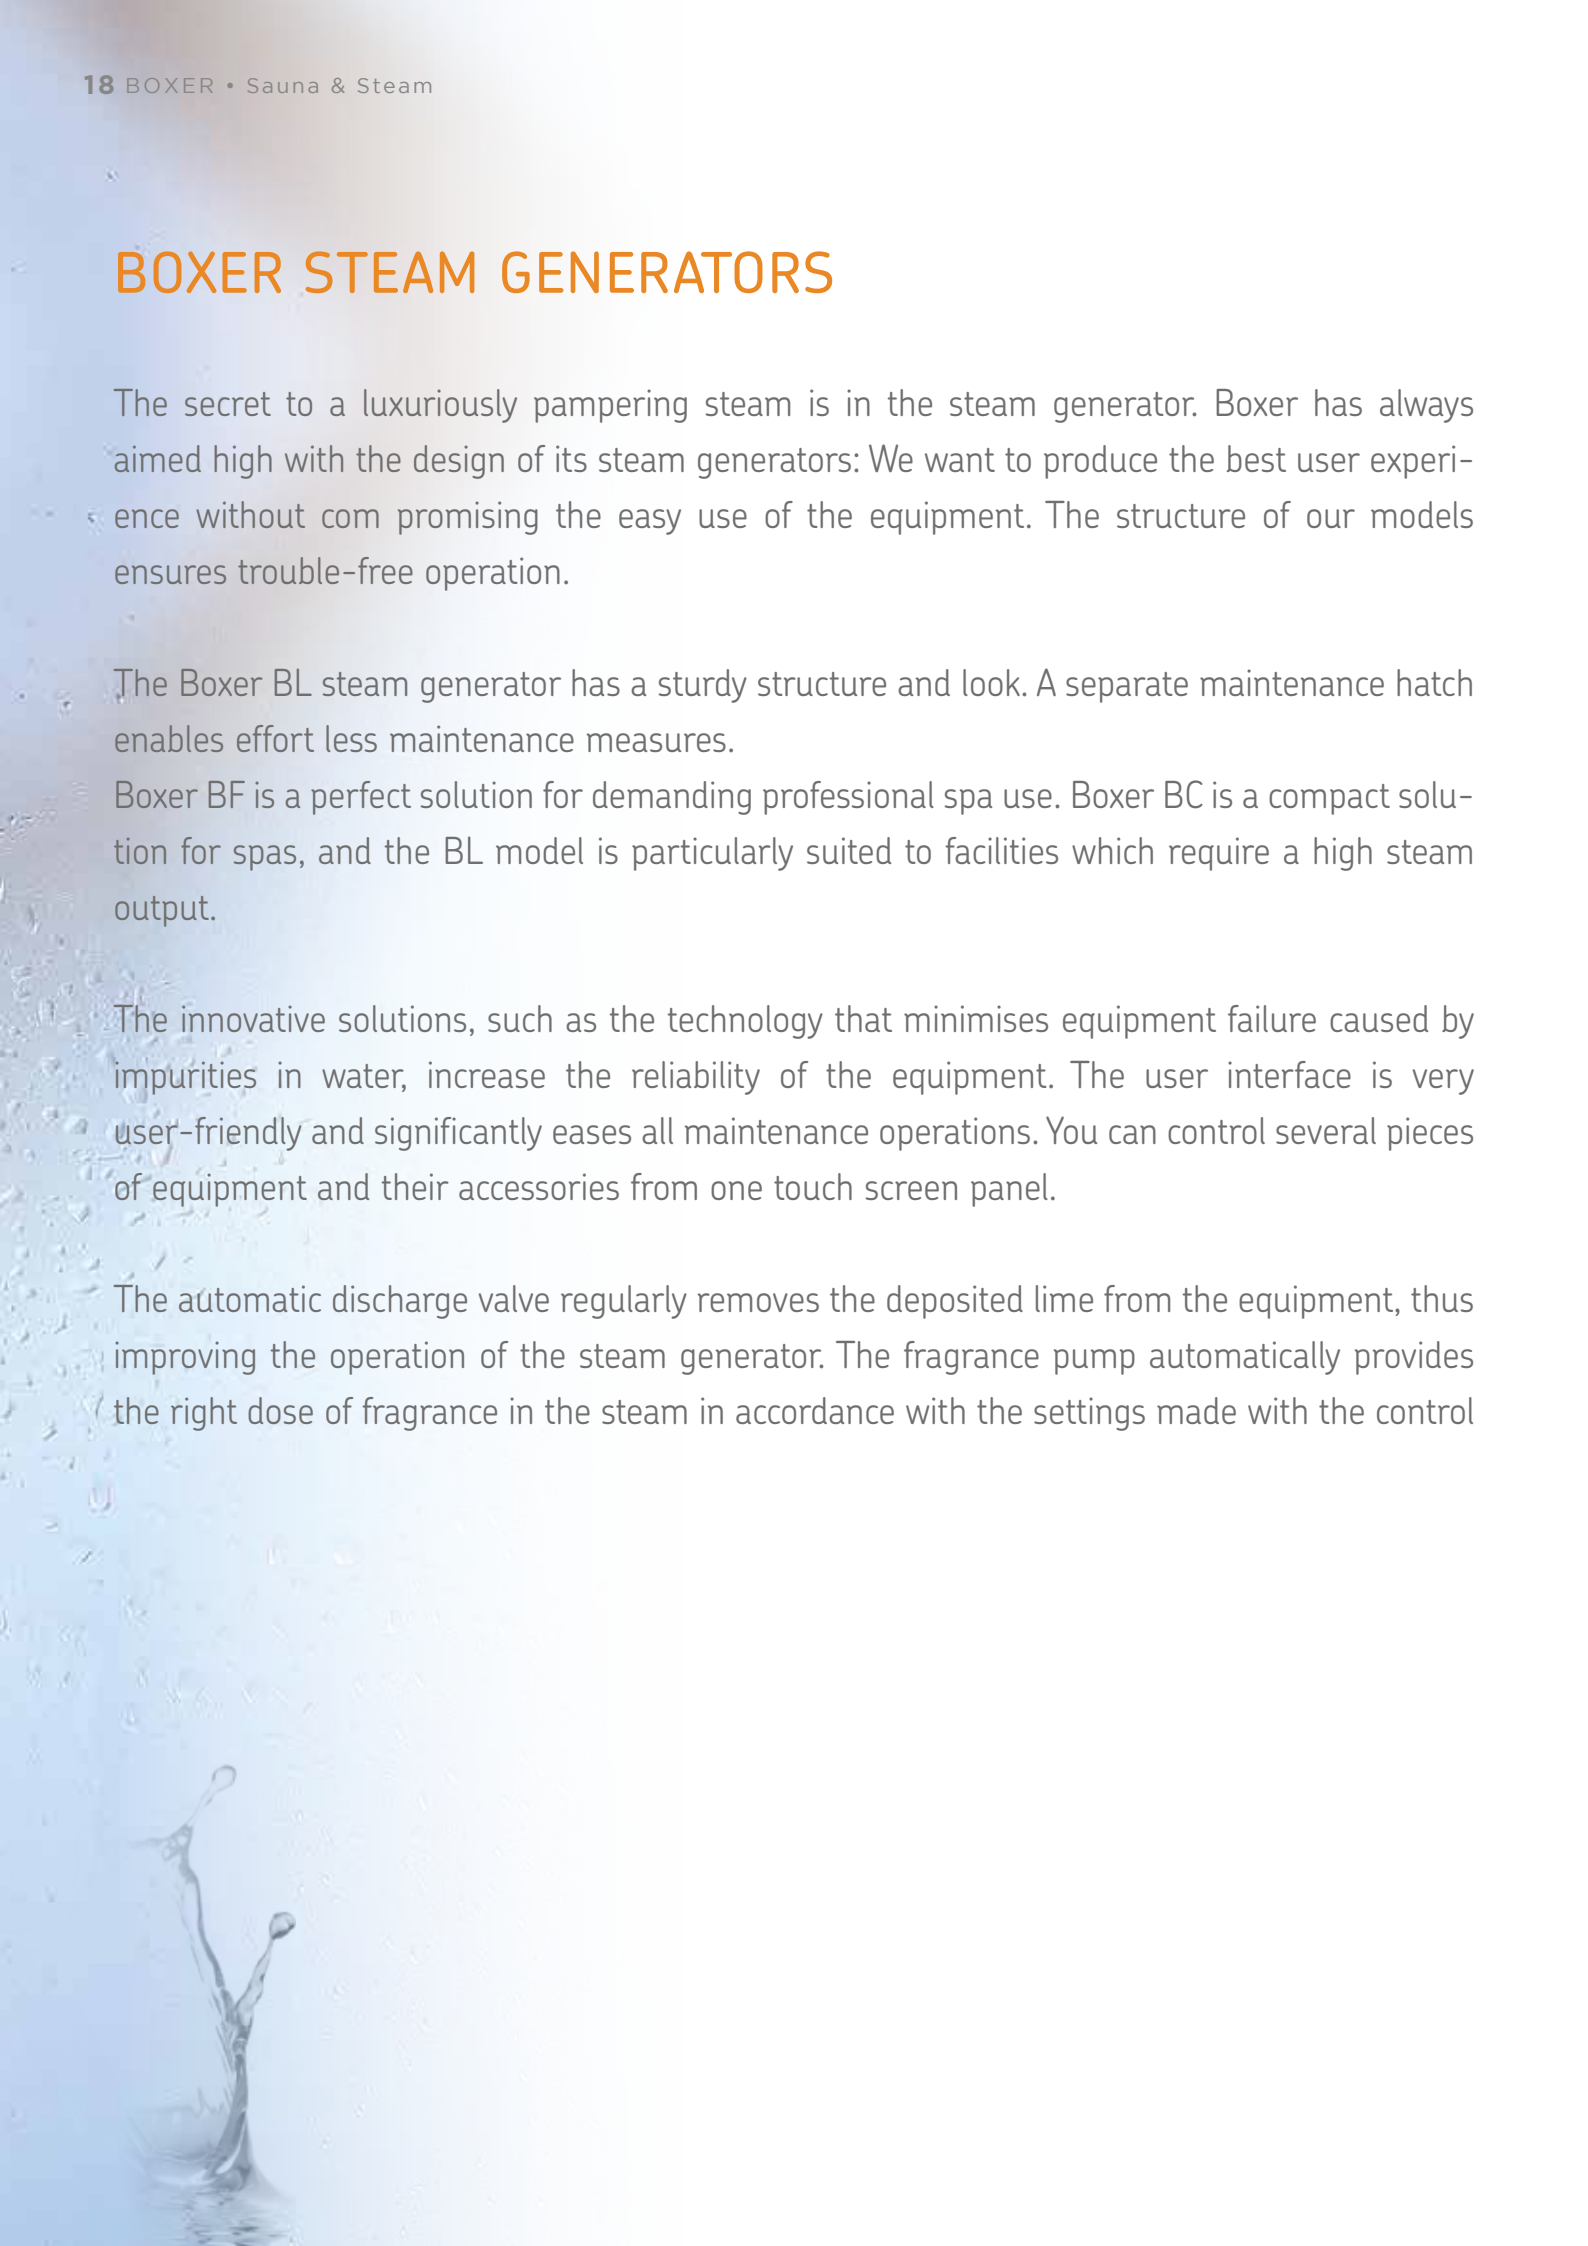 18 BOXER • Sauna & Steam
BOXER STEAM GENERATORS
The secret to a luxuriously pampering steam is in the steam generator. Boxer has always
aimed high with the design of its steam generators: We want to produce the best user experi-
ence without com promising the easy use of the equipment. The structure of our models
ensures trouble-free operation.
The Boxer BL steam generator has a sturdy structure and look. A separate maintenance hatch
enables effort less maintenance measures.
Boxer BF is a perfect solution for demanding professional spa use. Boxer BC is a compact solu-
tion for spas, and the BL model is particularly suited to facilities which require a high steam
output.
The innovative solutions, such as the technology that minimises equipment failure caused by
impurities in water, increase the reliability of the equipment. The user interface is very
user-friendly and significantly eases all maintenance operations. You can control several pieces
of equipment and their accessories from one touch screen panel.
The automatic discharge valve regularly removes the deposited lime from the equipment, thus
improving the operation of the steam generator. The fragrance pump automatically provides
the right dose of fragrance in the steam in accordance with the settings made with the control